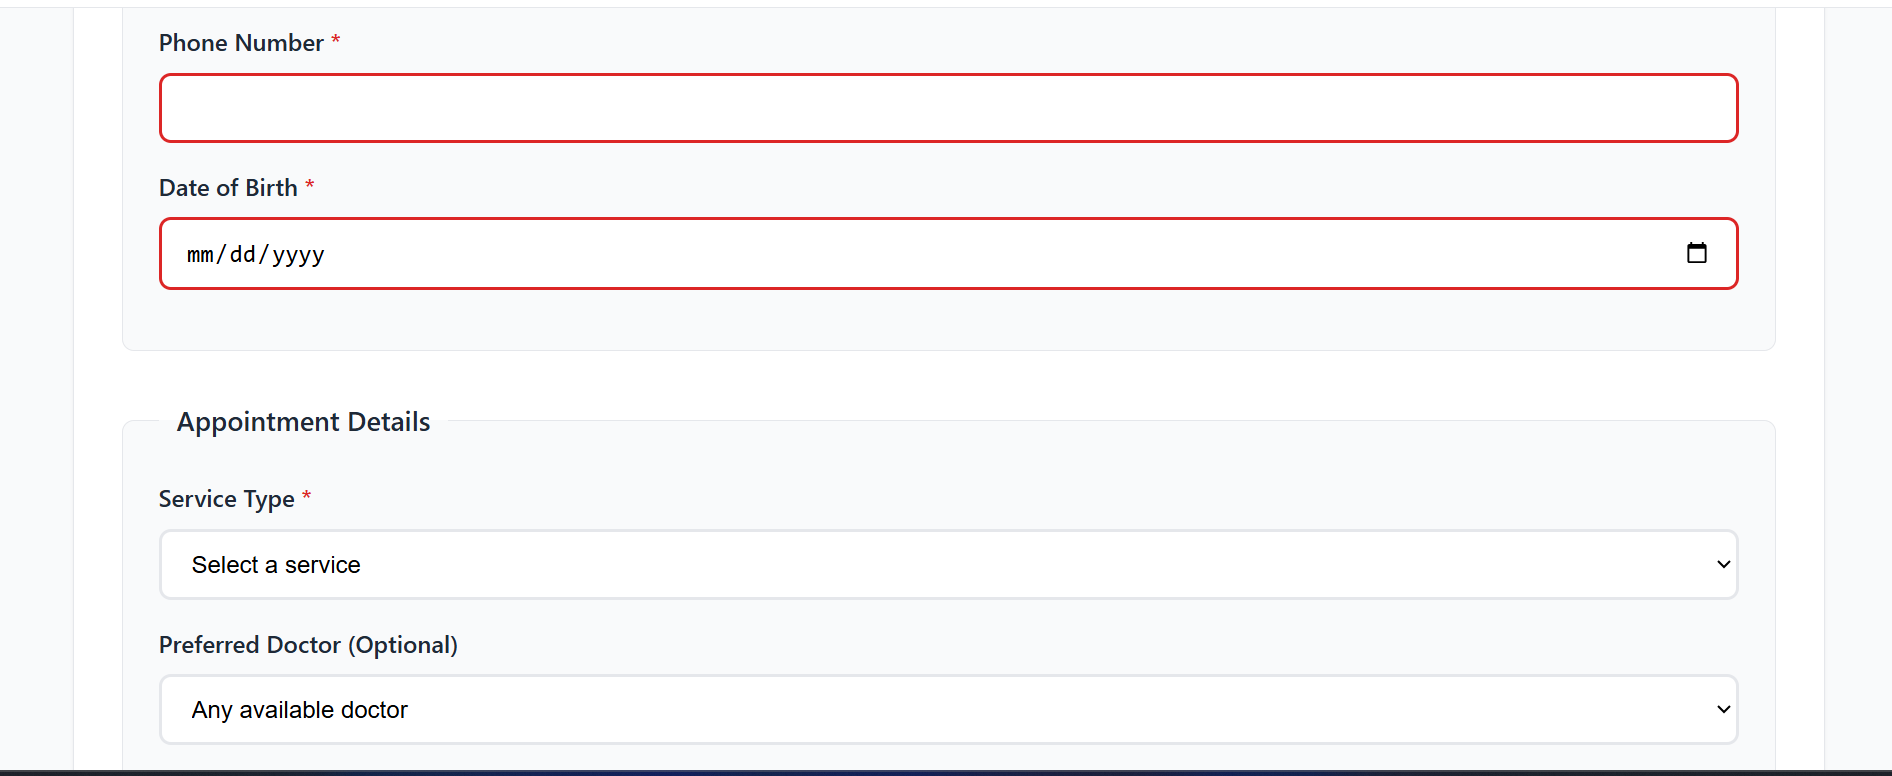 Phone Number *
Date of Birth *
mm/dd/yyyy
Appointment Details
Service Type *
Select a service
Preferred Doctor (Optional)
Any available doctor